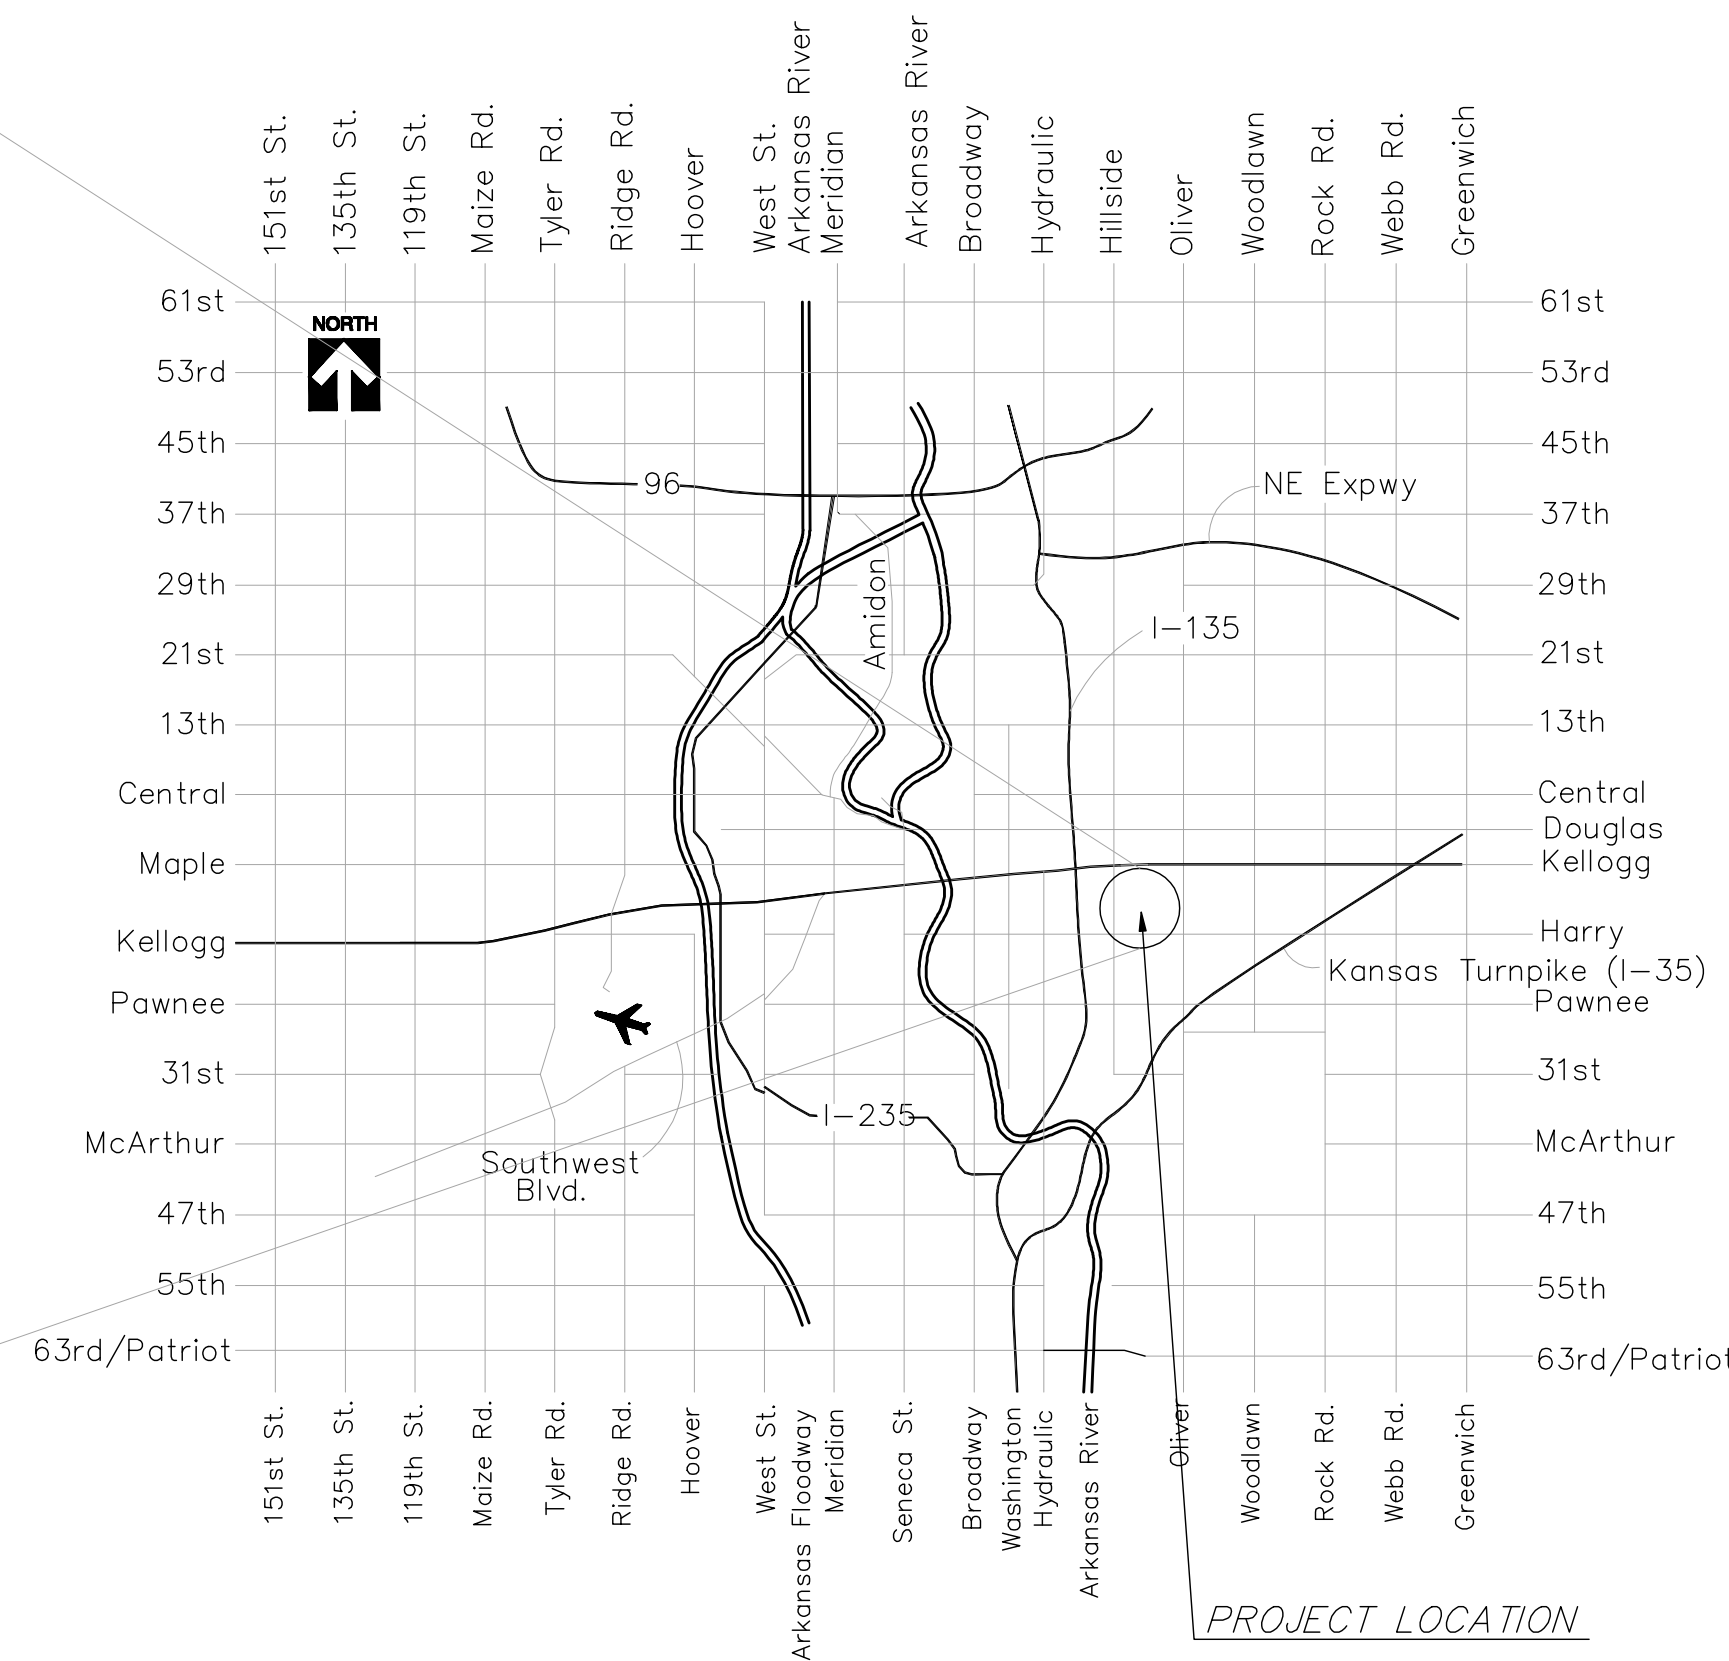 151st St.
135th St.
119th St.
Maize Rd.
Tyler Rd.
Ridge Rd.
Hoover
West St.
Arkansas River
Meridian
Arkansas River
Broadway
Hydraulic
Hillside
Oliver
Woodlawn
Rock Rd.
Webb Rd.
Greenwich
61st
61st
NORTH
53rd
53rd
45th
45th
96
NE Expwy
37th
37th
29th
29th
Amidon
I-135
21st
21st
13th
13th
Central
Central
Douglas
Maple
Kellogg
Kellogg
Harry
Kansas Turnpike (I-35)
Pawnee
Pawnee
31st
31st
I-235
McArthur
McArthur
Southwest
Blvd.
47th
47th
55th
55th
63rd/Patriot
63rd/Patriot
151st St.
135th St.
119th St.
Maize Rd.
Tyler Rd.
Ridge Rd.
Hoover
West St.
Arkansas Floodway
Meridian
Seneca St.
Broadway
Washington
Hydraulic
Arkansas River
Oliver
Woodlawn
Rock Rd.
Webb Rd.
Greenwich
PROJECT LOCATION